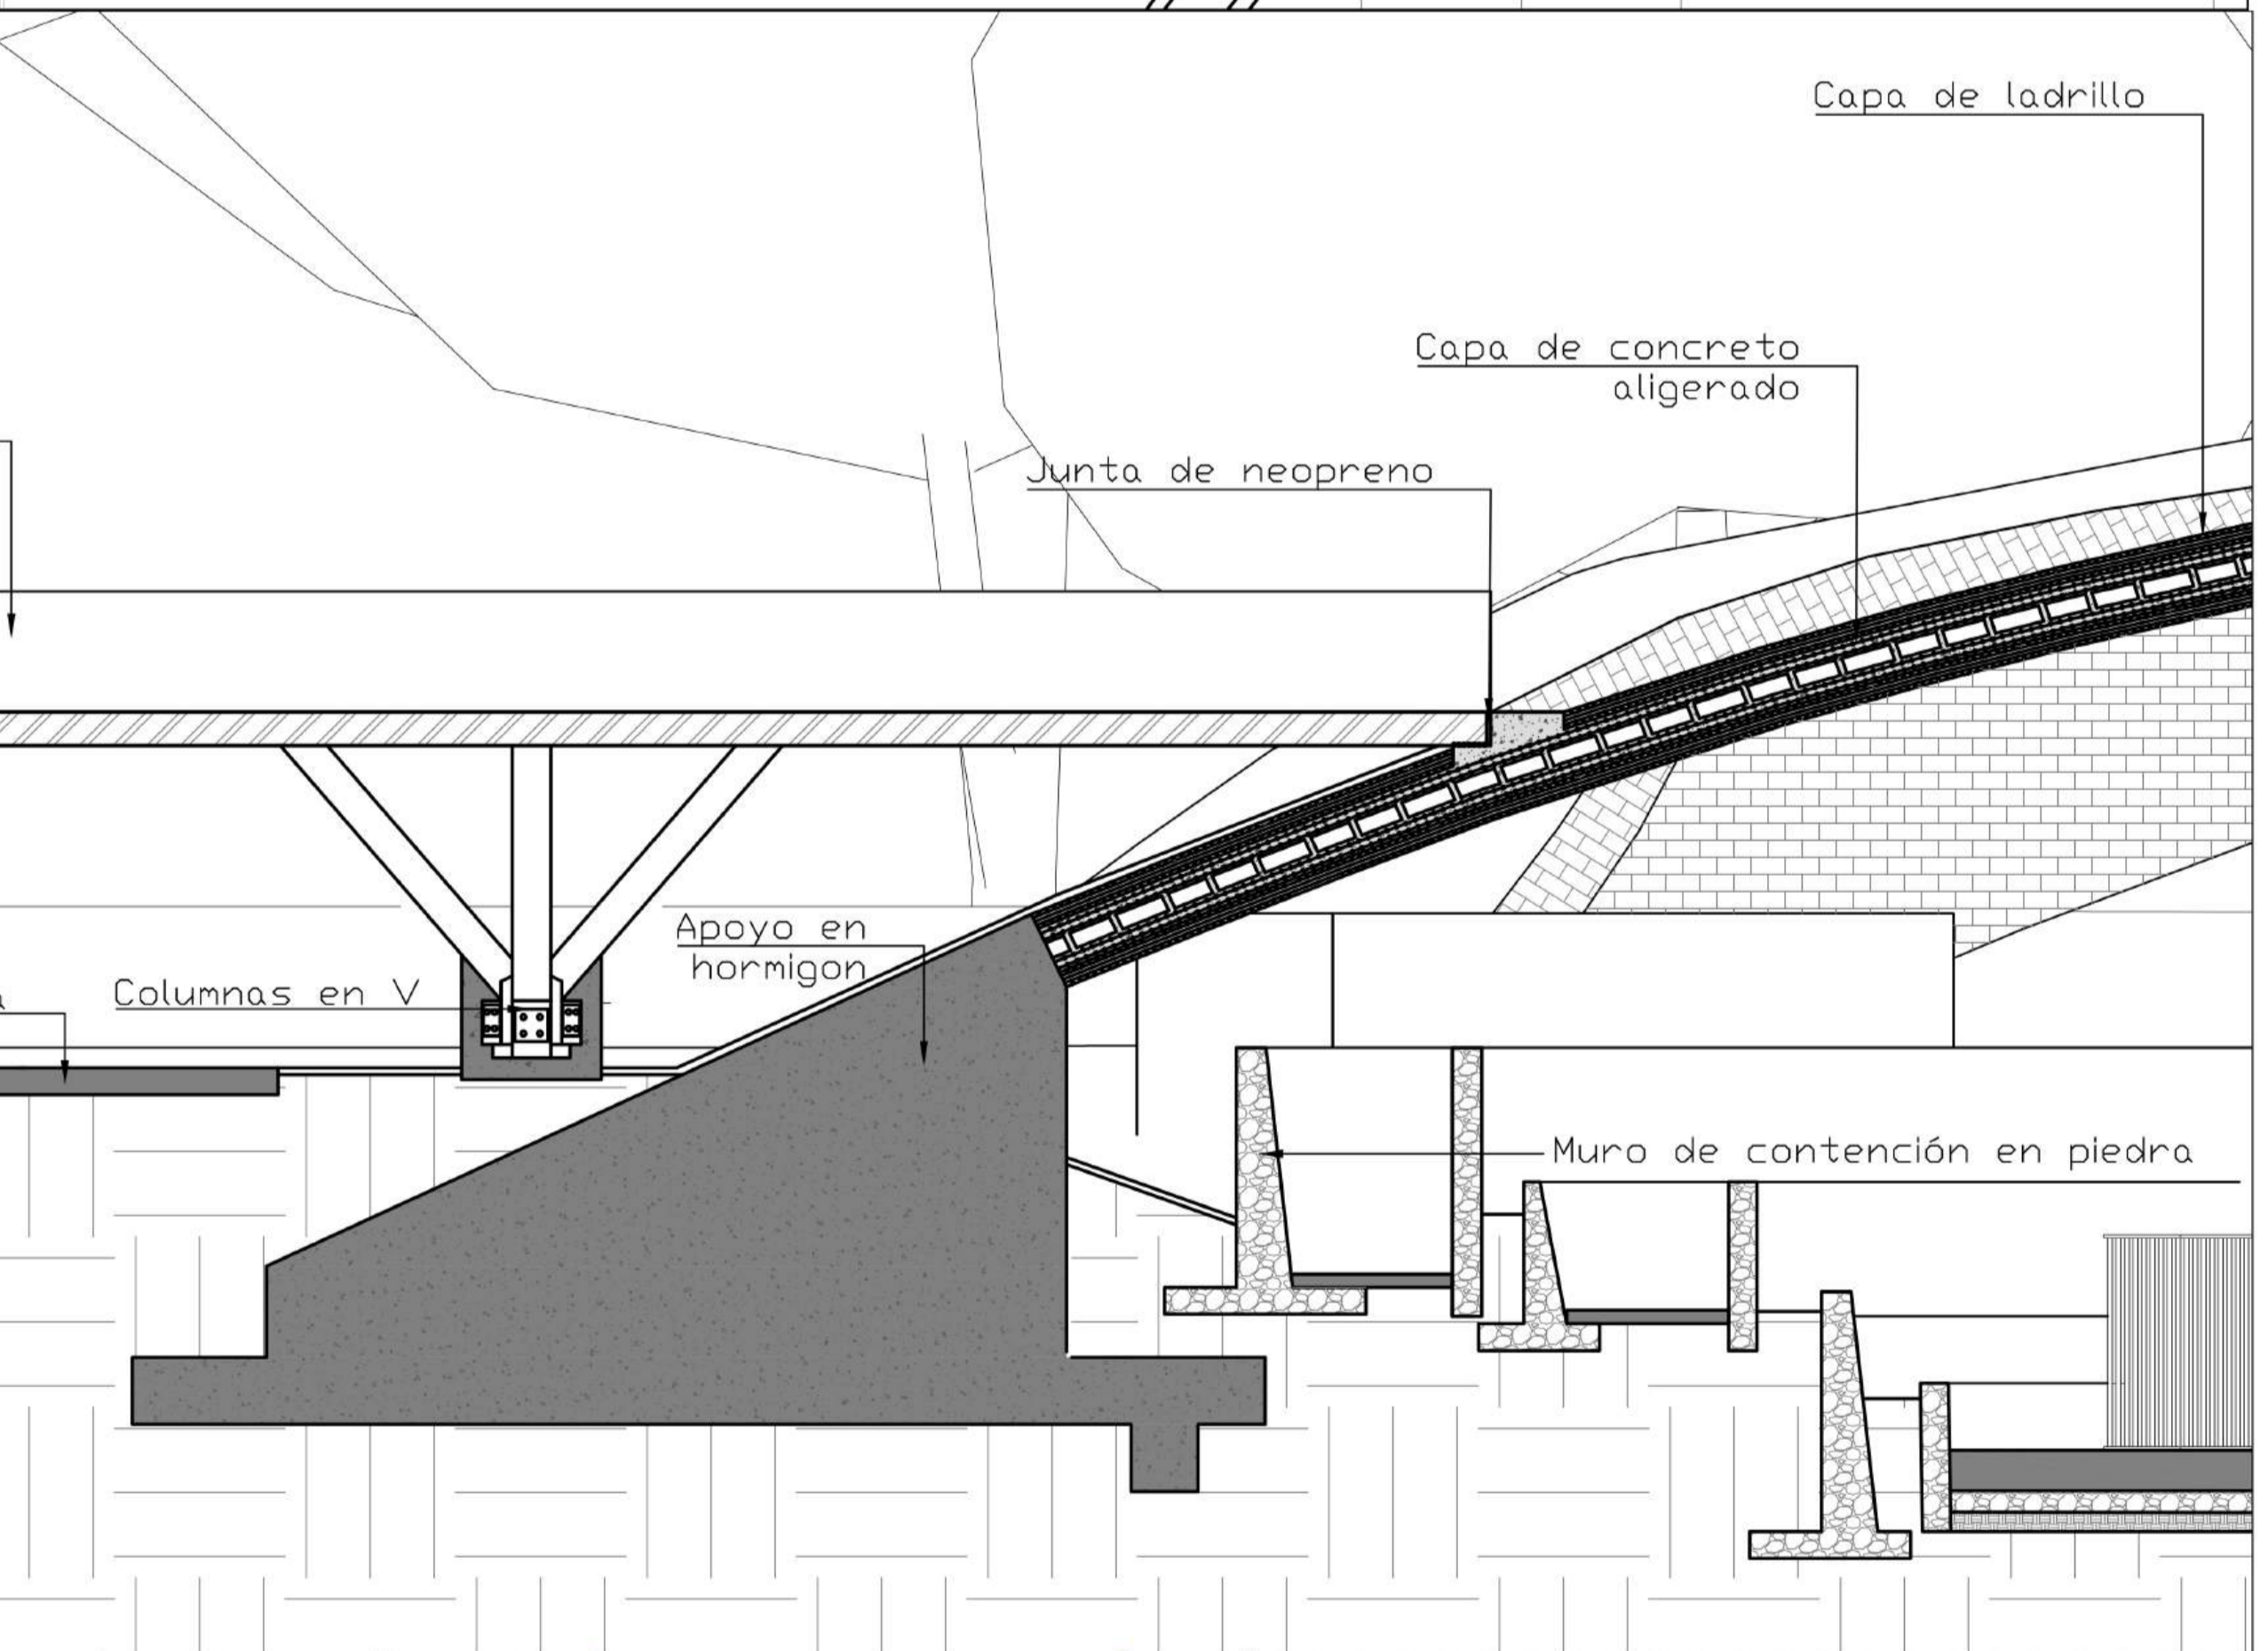 Capa de ladrillo
Capa de concreto
aligerado
Junta de neopreno
Apoyo en
hormigon
Columnas en V
Muro de contención en piedra